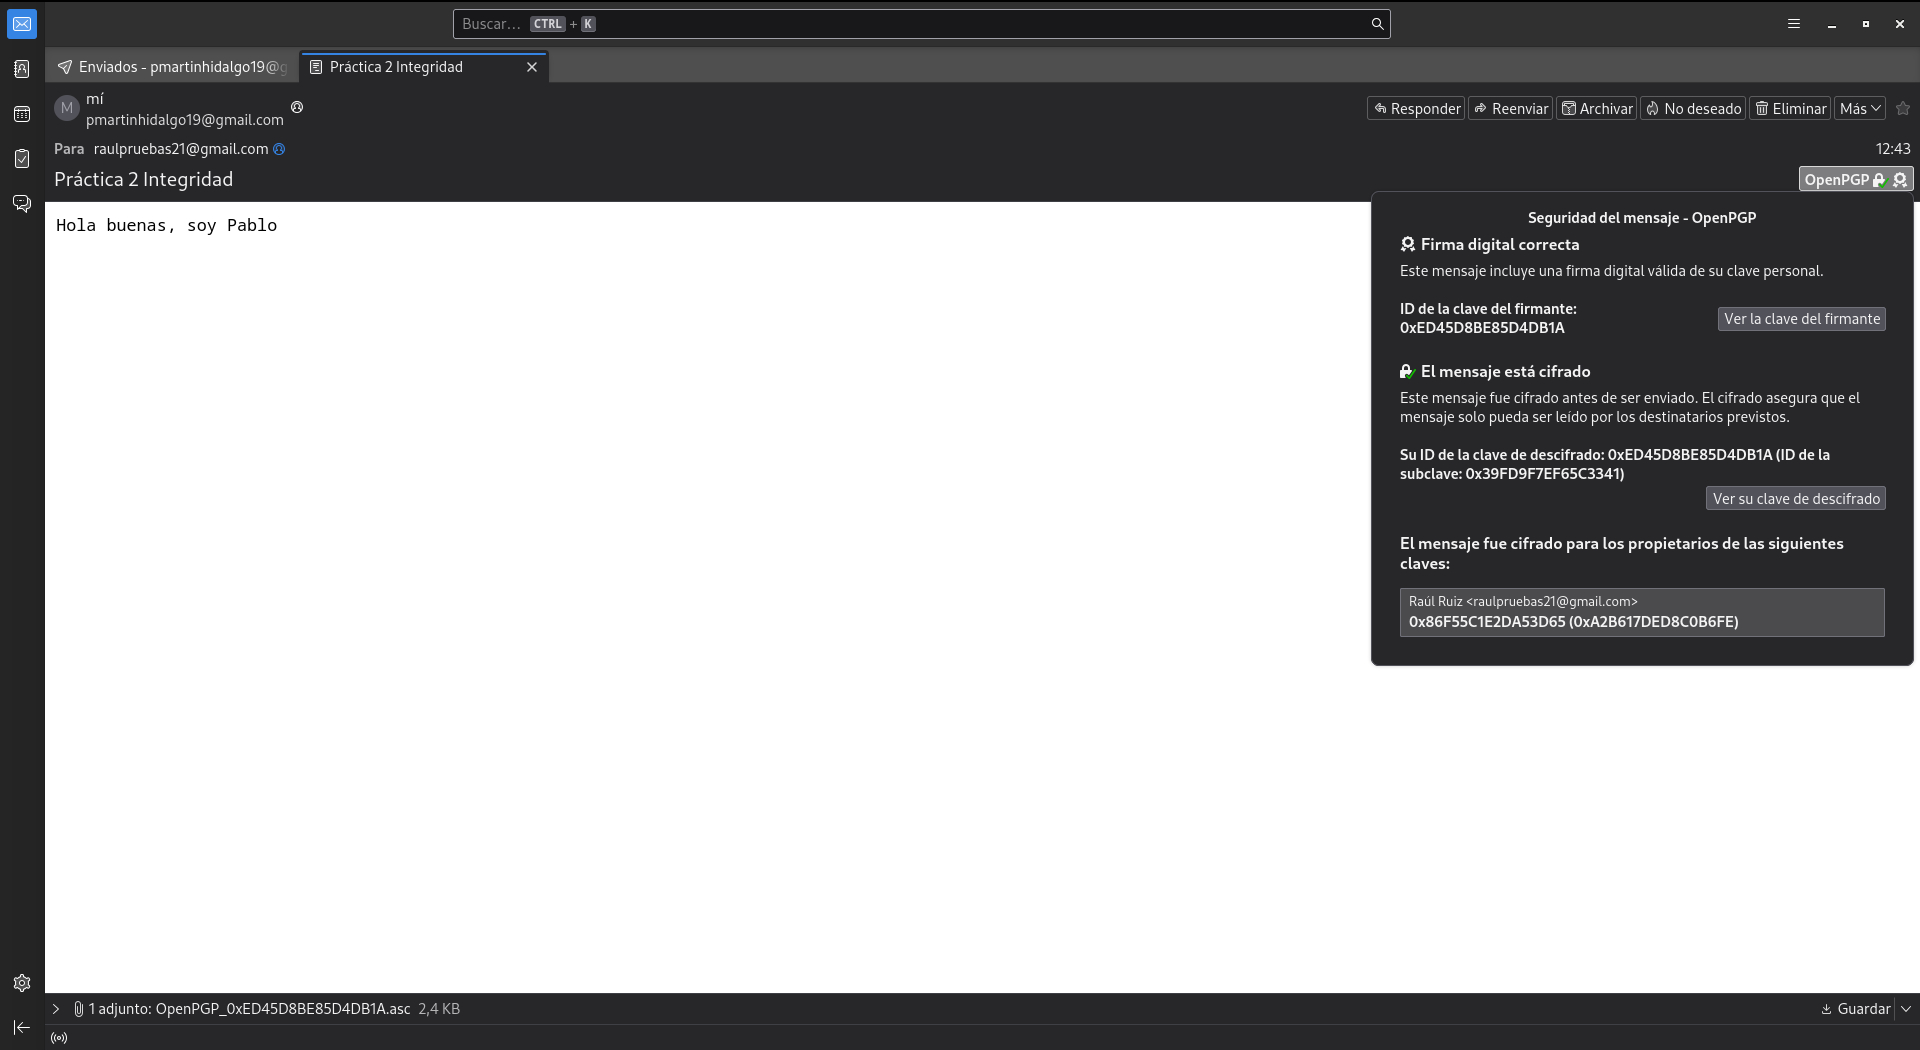 Buscar... CTRL + K
Enviados - pmartinhidalgo19@g
Práctica 2 Integridad
M
mí
pmartinhidalgo19@gmail.com
Responder Reenviar Archivar No deseado Eliminar Más
Para raulpruebas21@gmail.com
12:43
Práctica 2 Integridad
OpenPGP
Hola buenas, soy Pablo
Seguridad del mensaje - OpenPGP
Firma digital correcta
Este mensaje incluye una firma digital válida de su clave personal.
ID de la clave del firmante:
0xED45D8BE85D4DB1A
Ver la clave del firmante
El mensaje está cifrado
Este mensaje fue cifrado antes de ser enviado. El cifrado asegura que el
mensaje solo pueda ser leído por los destinatarios previstos.
Su ID de la clave de descifrado: 0xED45D8BE85D4DB1A (ID de la
subclave: 0x39FD9F7EF65C3341)
Ver su clave de descifrado
El mensaje fue cifrado para los propietarios de las siguientes
claves:
Raúl Ruiz <raulpruebas21@gmail.com>
0x86F55C1E2DA53D65 (0xA2B617DED8C0B6FE)
1 adjunto: OpenPGP_0xED45D8BE85D4DB1A.asc 2,4 KB
Guardar